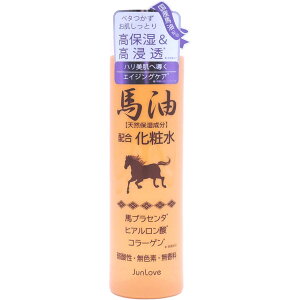 ベタつかず
お肌しっとり
高保湿&
高浸透*
ハリ美肌へ導く
エイジングケア*
馬油
【天然保湿成分】
配合 化粧水
馬プラセンタ*
ヒアルロン酸*
コラーゲン*
弱酸性・無色素・無香料
JunLove